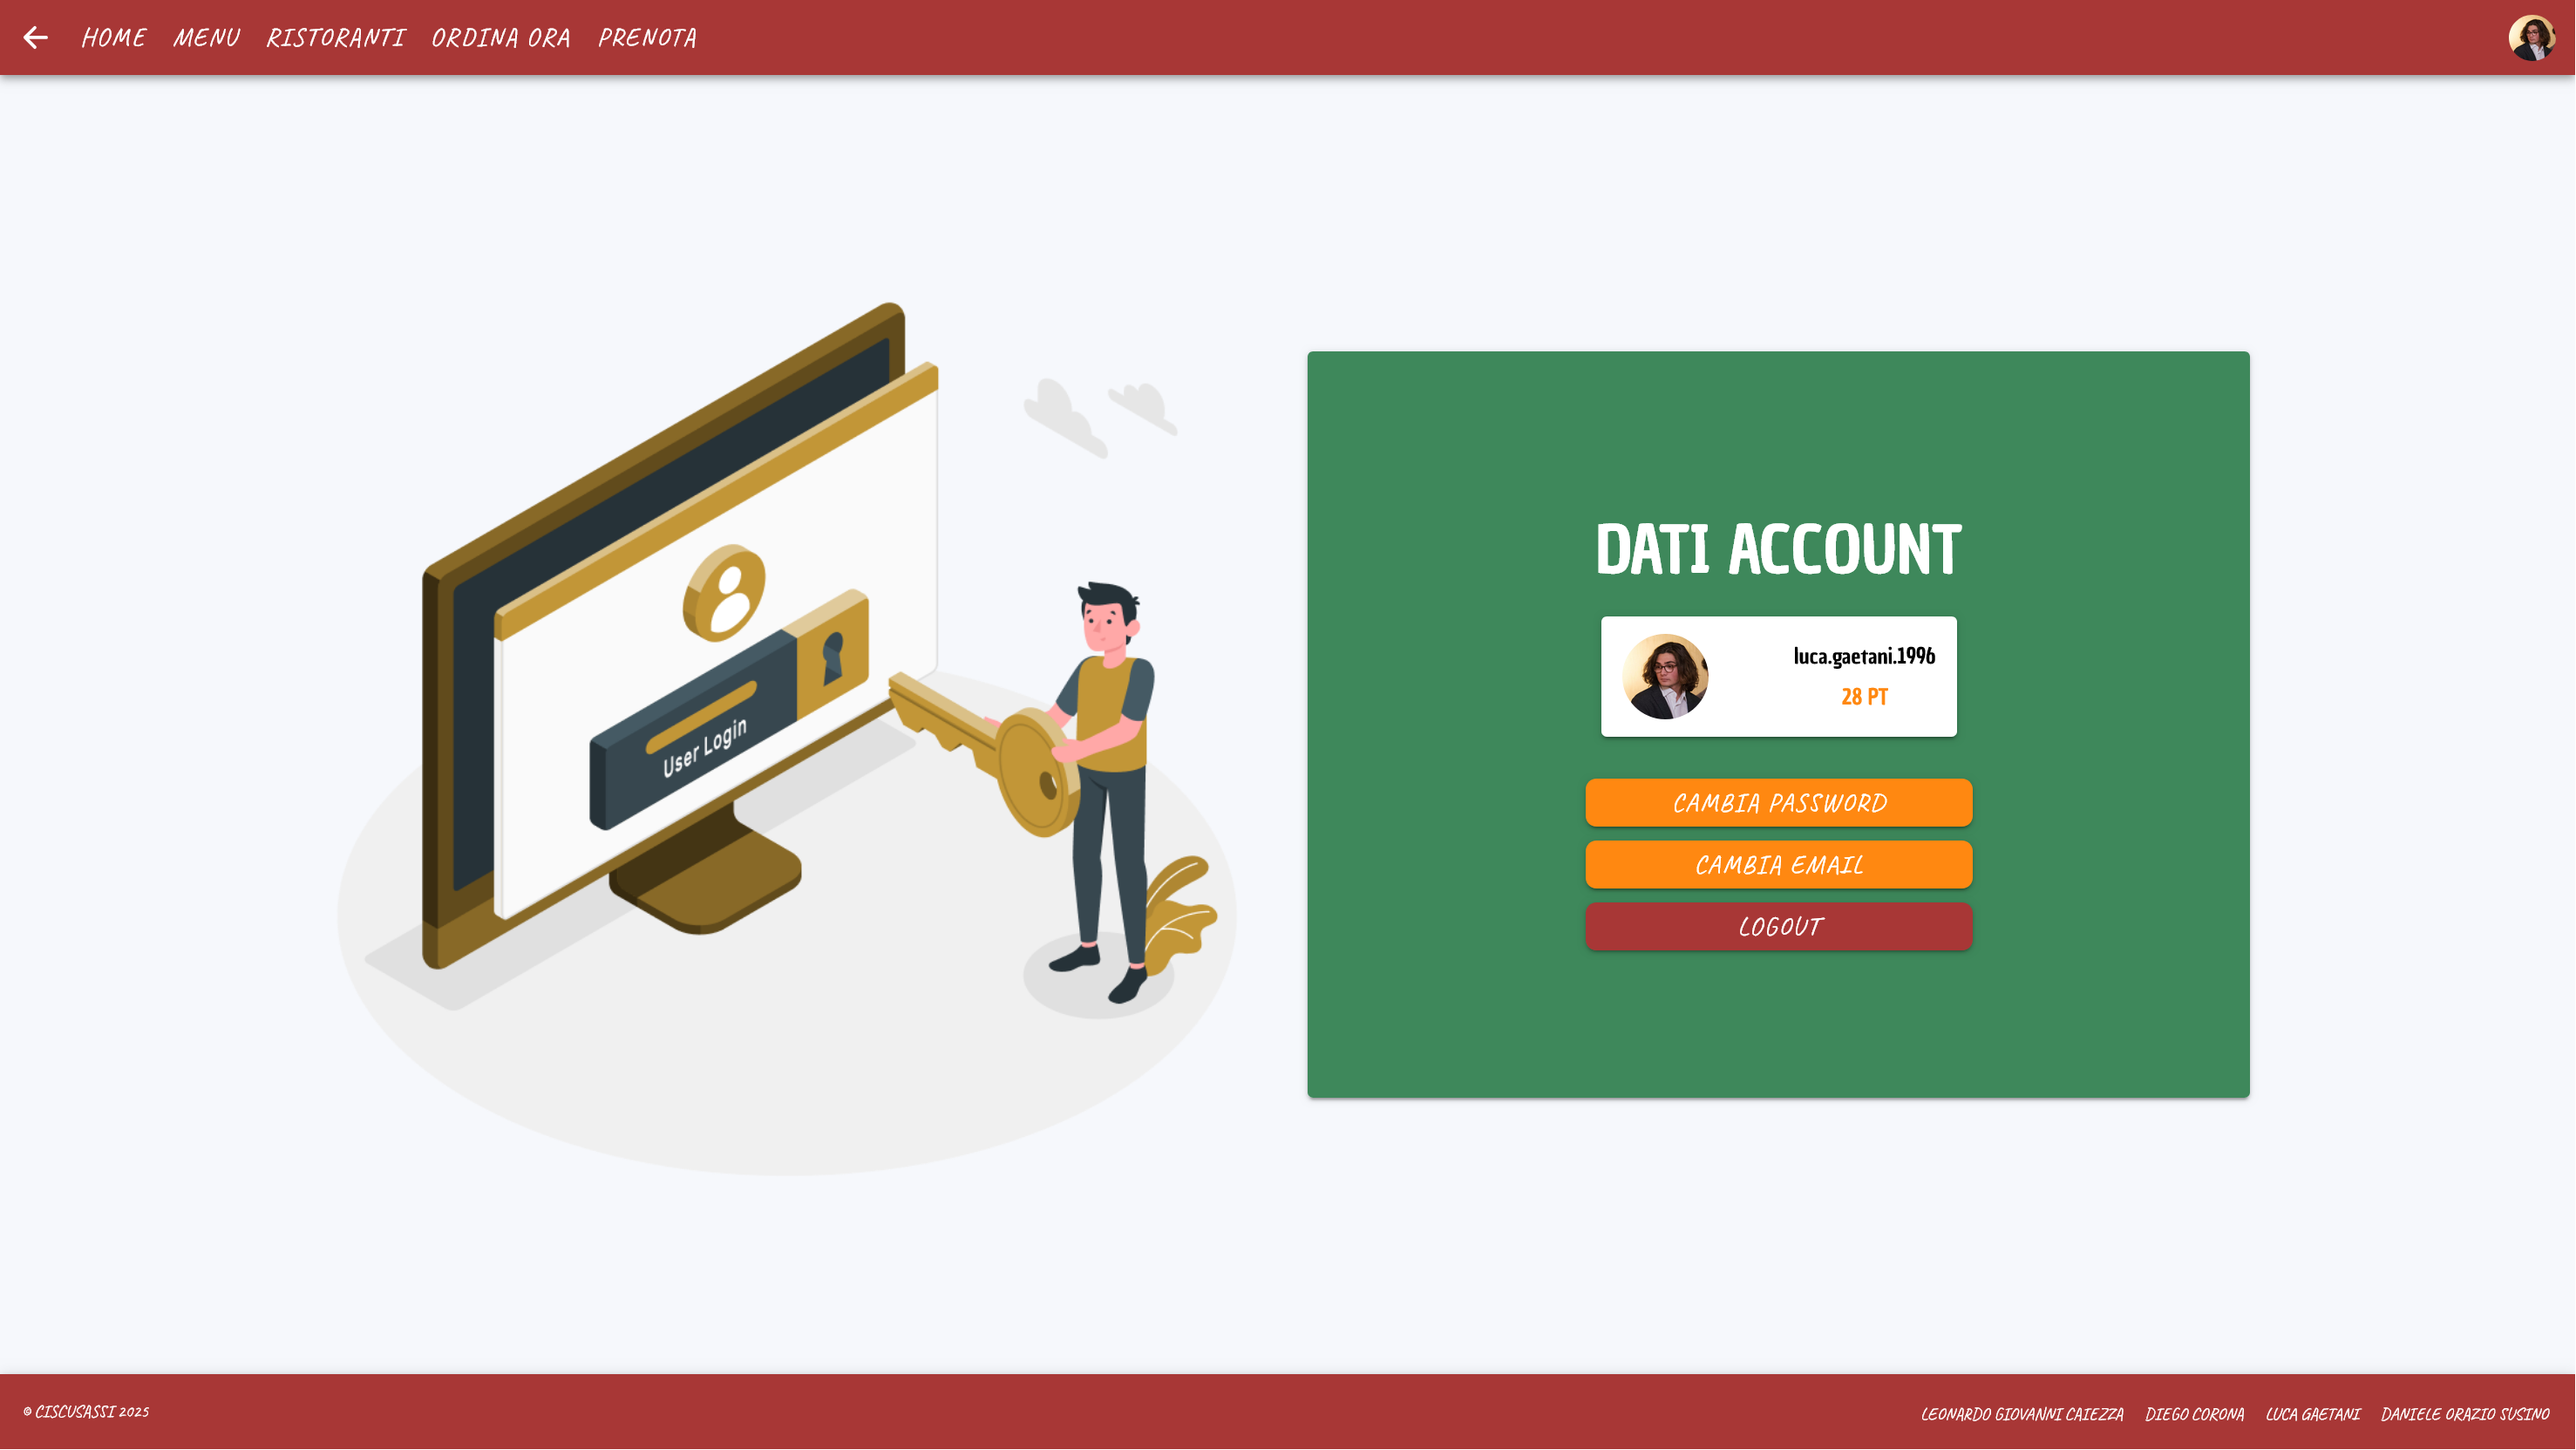 HOME MENU RISTORANTI ORDINA ORA PRENOTA
User Login
DATI ACCOUNT
luca.gaetani.1996
28 PT
CAMBIA PASSWORD
CAMBIA EMAIL
LOGOUT
© CISCUSASSI 2025
LEONARDO GIOVANNI CAIEZZA DIEGO CORONA LUCA GAETANI DANIELE ORAZIO SUSINO